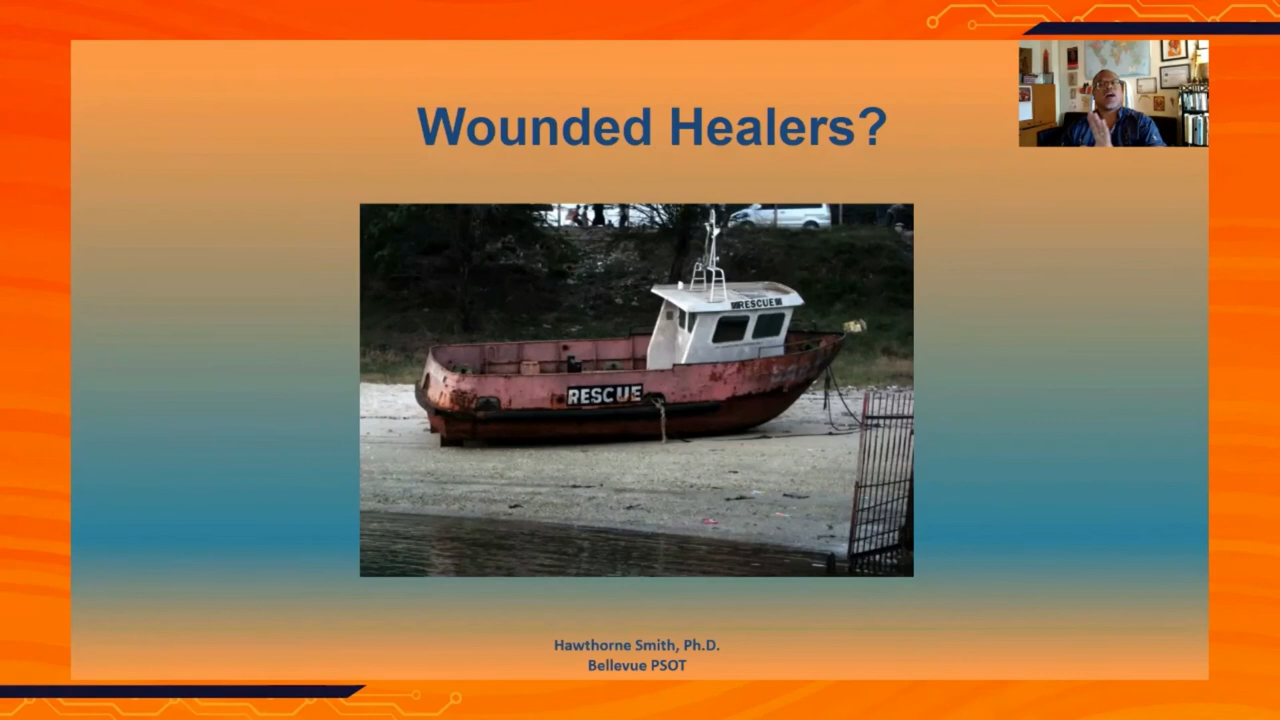 Wounded Healers?
RESCUE
RESCUE
Hawthorne Smith, Ph.D.
Bellevue PSOT